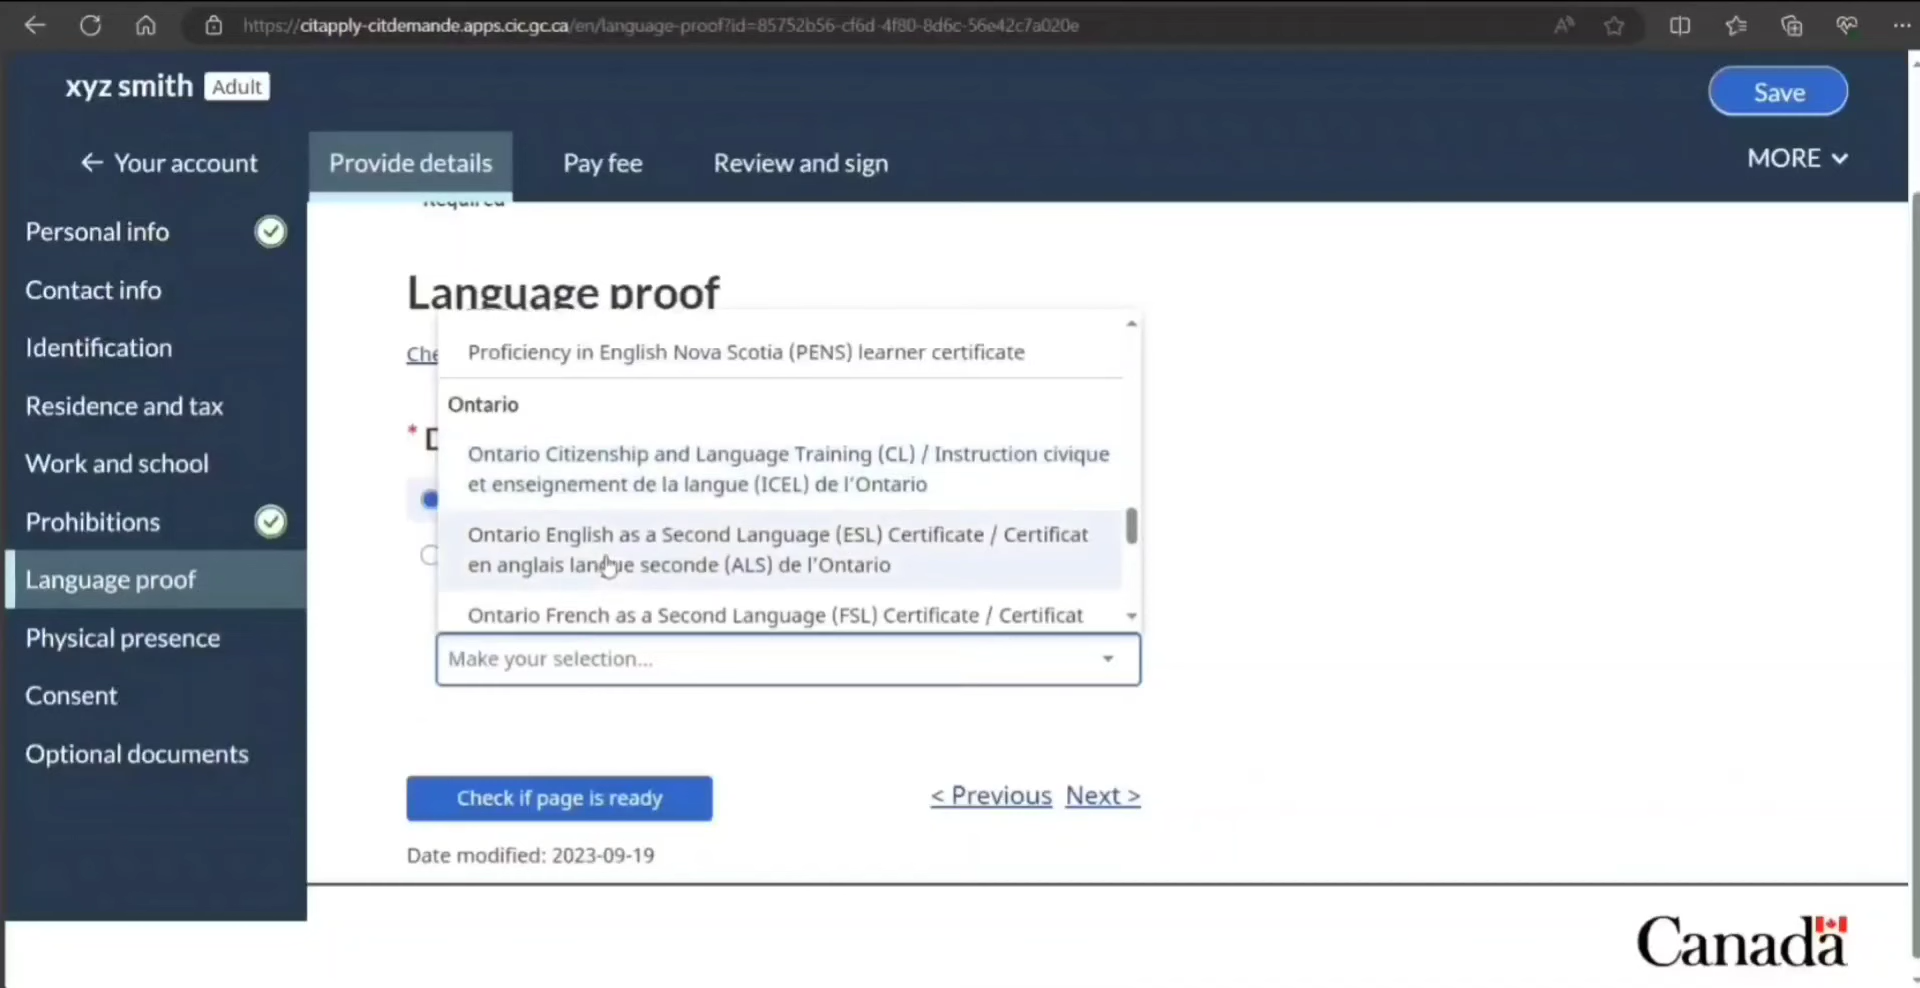 https://citapply-citdemande.apps.cic.gc.ca/en/language-proof?id=85752b56-cf6d-4f80-8d6c-56e42c7a020e
xyz smith Adult
Save
← Your account
Provide details
Pay fee
Review and sign
MORE
Required
Personal info
Contact info
Identification
Residence and tax
Work and school
Prohibitions
Language proof
Physical presence
Consent
Optional documents
Language proof
Proficiency in English Nova Scotia (PENS) learner certificate
Ontario
Ontario Citizenship and Language Training (CL) / Instruction civique
et enseignement de la langue (ICEL) de l'Ontario
Ontario English as a Second Language (ESL) Certificate / Certificat
en anglais langue seconde (ALS) de l'Ontario
Ontario French as a Second Language (FSL) Certificate / Certificat
Make your selection...
Check if page is ready
< Previous Next >
Date modified: 2023-09-19
Canada